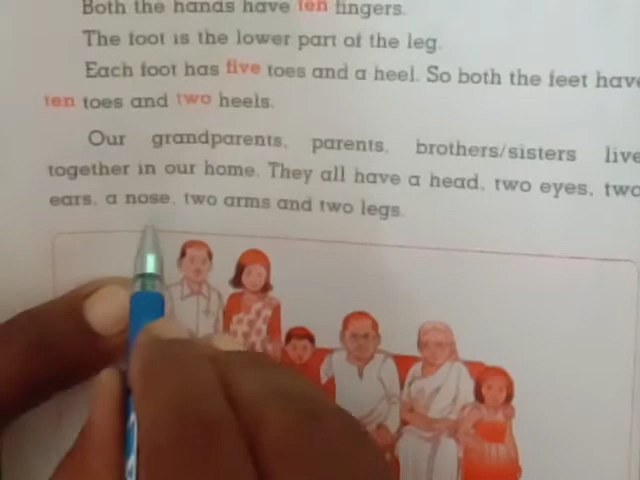 Both the hands have ten fingers.
The foot is the lower part of the leg.
Each foot has five toes and a heel. So both the feet have
ten toes and two heels.
Our grandparents, parents, brothers/sisters live
together in our home. They all have a head, two eyes, two
ears, a nose, two arms and two legs.